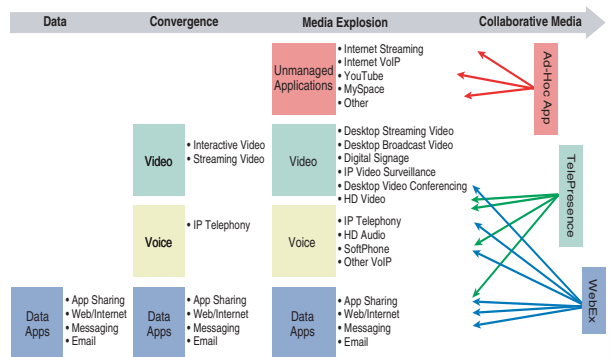 Data
Convergence
Media Explosion
Collaborative Media
Unmanaged
Applications
• Internet Streaming
• Internet VoIP
• YouTube
• MySpace
• Other
Ad-Hoc App
Video
• Interactive Video
• Streaming Video
Video
• Desktop Streaming Video
• Desktop Broadcast Video
• Digital Signage
• IP Video Surveillance
• Desktop Video Conferencing
• HD Video
TelePresence
Voice
• IP Telephony
Voice
• IP Telephony
• HD Audio
• SoftPhone
• Other VoIP
WebEx
Data
Apps
• App Sharing
• Web/Internet
• Messaging
• Email
Data
Apps
• App Sharing
• Web/Internet
• Messaging
• Email
Data
Apps
• App Sharing
• Web/Internet
• Messaging
• Email